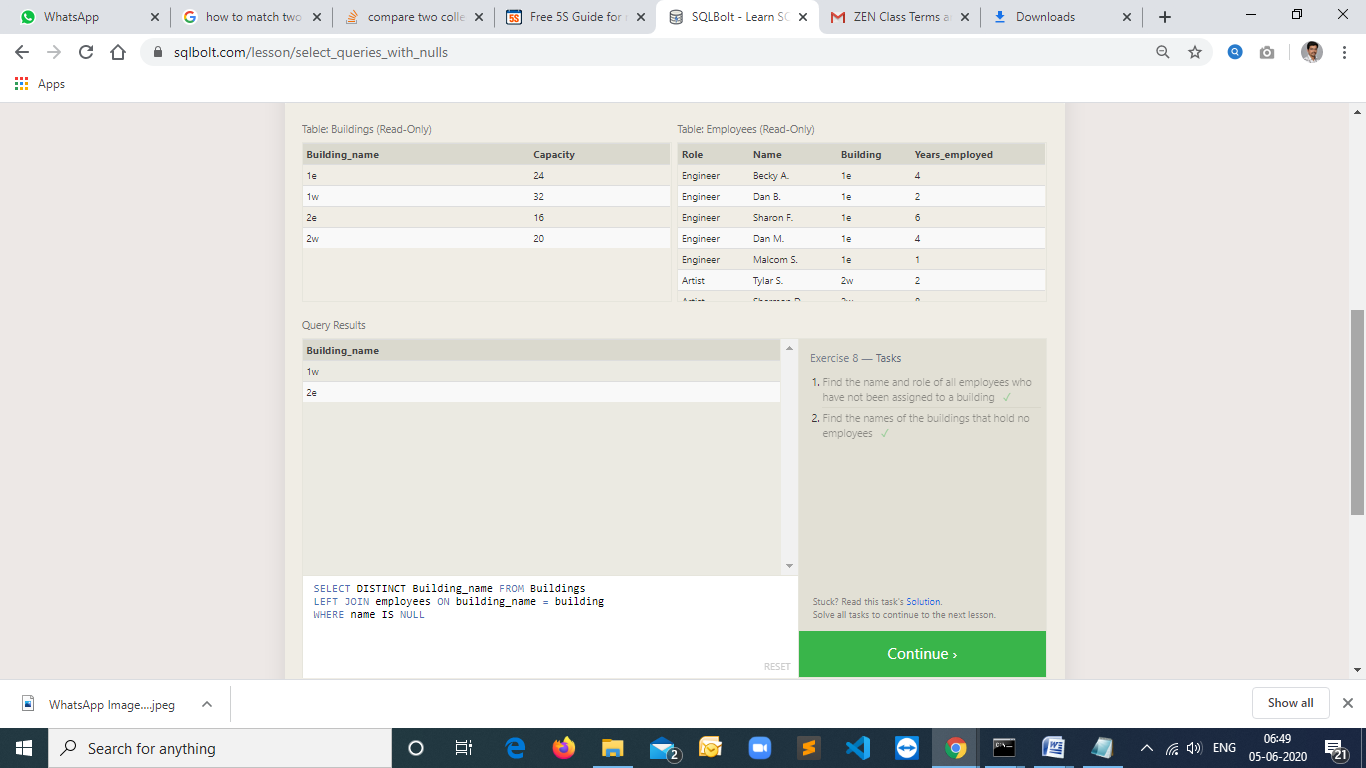 WhatsApp
how to match two
compare two colle
Free 5S Guide for
SQLBolt - Learn SQ
ZEN Class Terms a
Downloads
sqlbolt.com/lesson/select_queries_with_nulls
Apps
Table: Buildings (Read-Only)
Building_name Capacity
1e 24
1w 32
2e 16
2w 20
Table: Employees (Read-Only)
Role Name Building Years_employed
Engineer Becky A. 1e 4
Engineer Dan B. 1e 2
Engineer Sharon F. 1e 6
Engineer Dan M. 1e 4
Engineer Malcom S. 1e 1
Artist Tylar S. 2w 2
Query Results
Building_name
1w
2e
Exercise 8 — Tasks
1. Find the name and role of all employees who
have not been assigned to a building ✓
2. Find the names of the buildings that hold no
employees ✓
SELECT DISTINCT Building_name FROM Buildings
LEFT JOIN employees ON building_name = building
WHERE name IS NULL
RESET
Stuck? Read this task's Solution.
Solve all tasks to continue to the next lesson.
Continue ›
WhatsApp Image....jpeg
Show all
Search for anything
2
ENG
06:49
05-06-2020
21